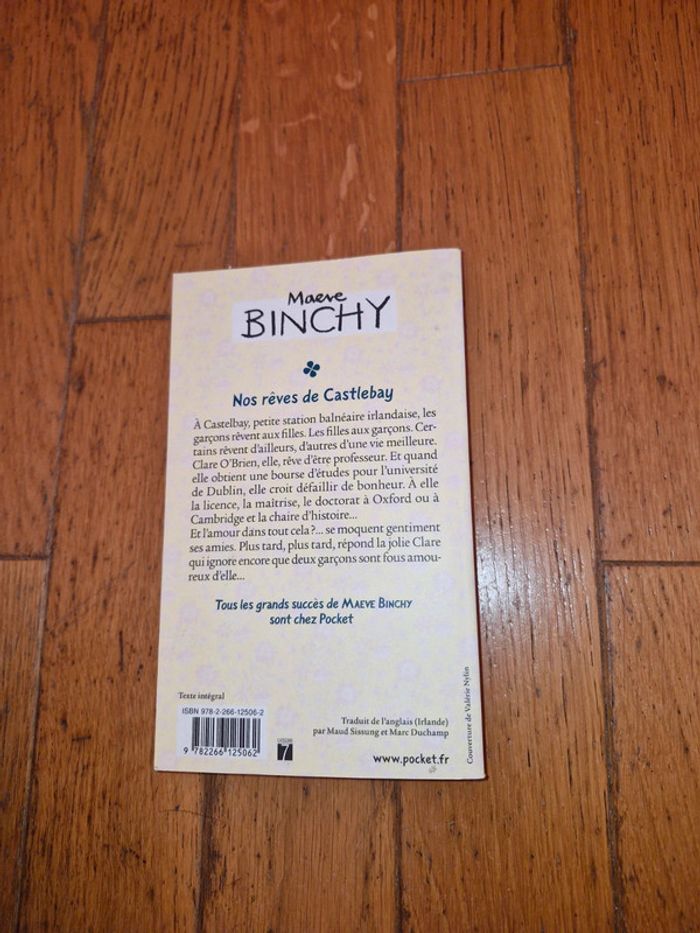 Maeve
BINCHY
Nos rêves de Castlebay
À Castelbay, petite station balnéaire irlandaise, les
garçons rêvent aux filles. Les filles aux garçons. Cer-
tains rêvent d'ailleurs, d'autres d'une vie meilleure.
Clare O'Brien, elle, rêve d'être professeur. Et quand
elle obtient une bourse d'études pour l'université
de Dublin, elle croit défaillir de bonheur. À elle
la licence, la maîtrise, le doctorat à Oxford ou à
Cambridge et la chaire d'histoire...
Et l'amour dans tout cela ?... se moquent gentiment
ses amies. Plus tard, plus tard, répond la jolie Clare
qui ignore encore que deux garçons sont fous amou-
reux d'elle...
Tous les grands succès de MAEVE BINCHY
sont chez Pocket
Texte intégral
ISBN 978-2-266-12506-2
9 782266 125062
7
Traduit de l'anglais (Irlande)
par Maud Sissung et Marc Duchamp
www.pocket.fr
Couverture de Valérie Nylin